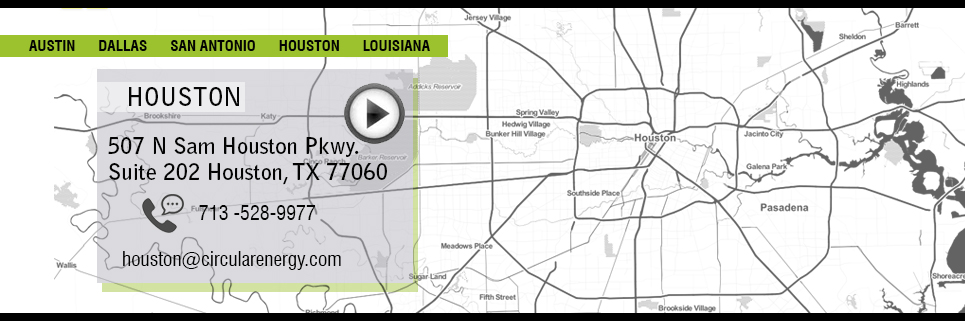 AUSTIN DALLAS SAN ANTONIO HOUSTON LOUISIANA
HOUSTON
507 N Sam Houston Pkwy.
Suite 202 Houston, TX 77060
713 -528-9977
houston@circularenergy.com
Jersey Village
Barrett
Sheldon
Addicks Reservoir
Highlands
Brookshire
Katy
Spring Valley
Hedwig Village
Bunker Hill Village
Houston
Jacinto City
Cinco Ranch
Barker Reservoir
Galena Park
Southside Place
Pasadena
Meadows Place
Wallis
Sugar Land
Shoreacre
Fifth Street
Richmond
Brookside Village